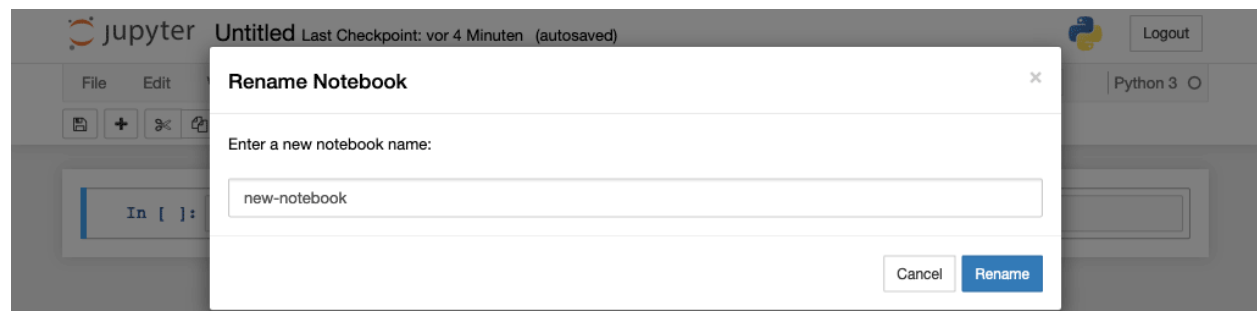 jupyter Untitled Last Checkpoint: vor 4 Minuten (autosaved) Logout
File Edit Python 3
Rename Notebook ×
Enter a new notebook name:
new-notebook
In [ ]:
Cancel Rename